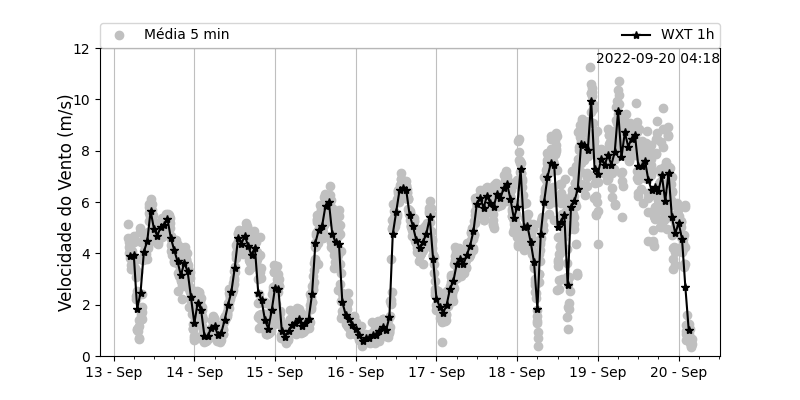 Média 5 min
WXT 1h
2022-09-20 04:18
Velocidade do Vento (m/s)
12
10
8
6
4
2
0
13 - Sep 14 - Sep 15 - Sep 16 - Sep 17 - Sep 18 - Sep 19 - Sep 20 - Sep